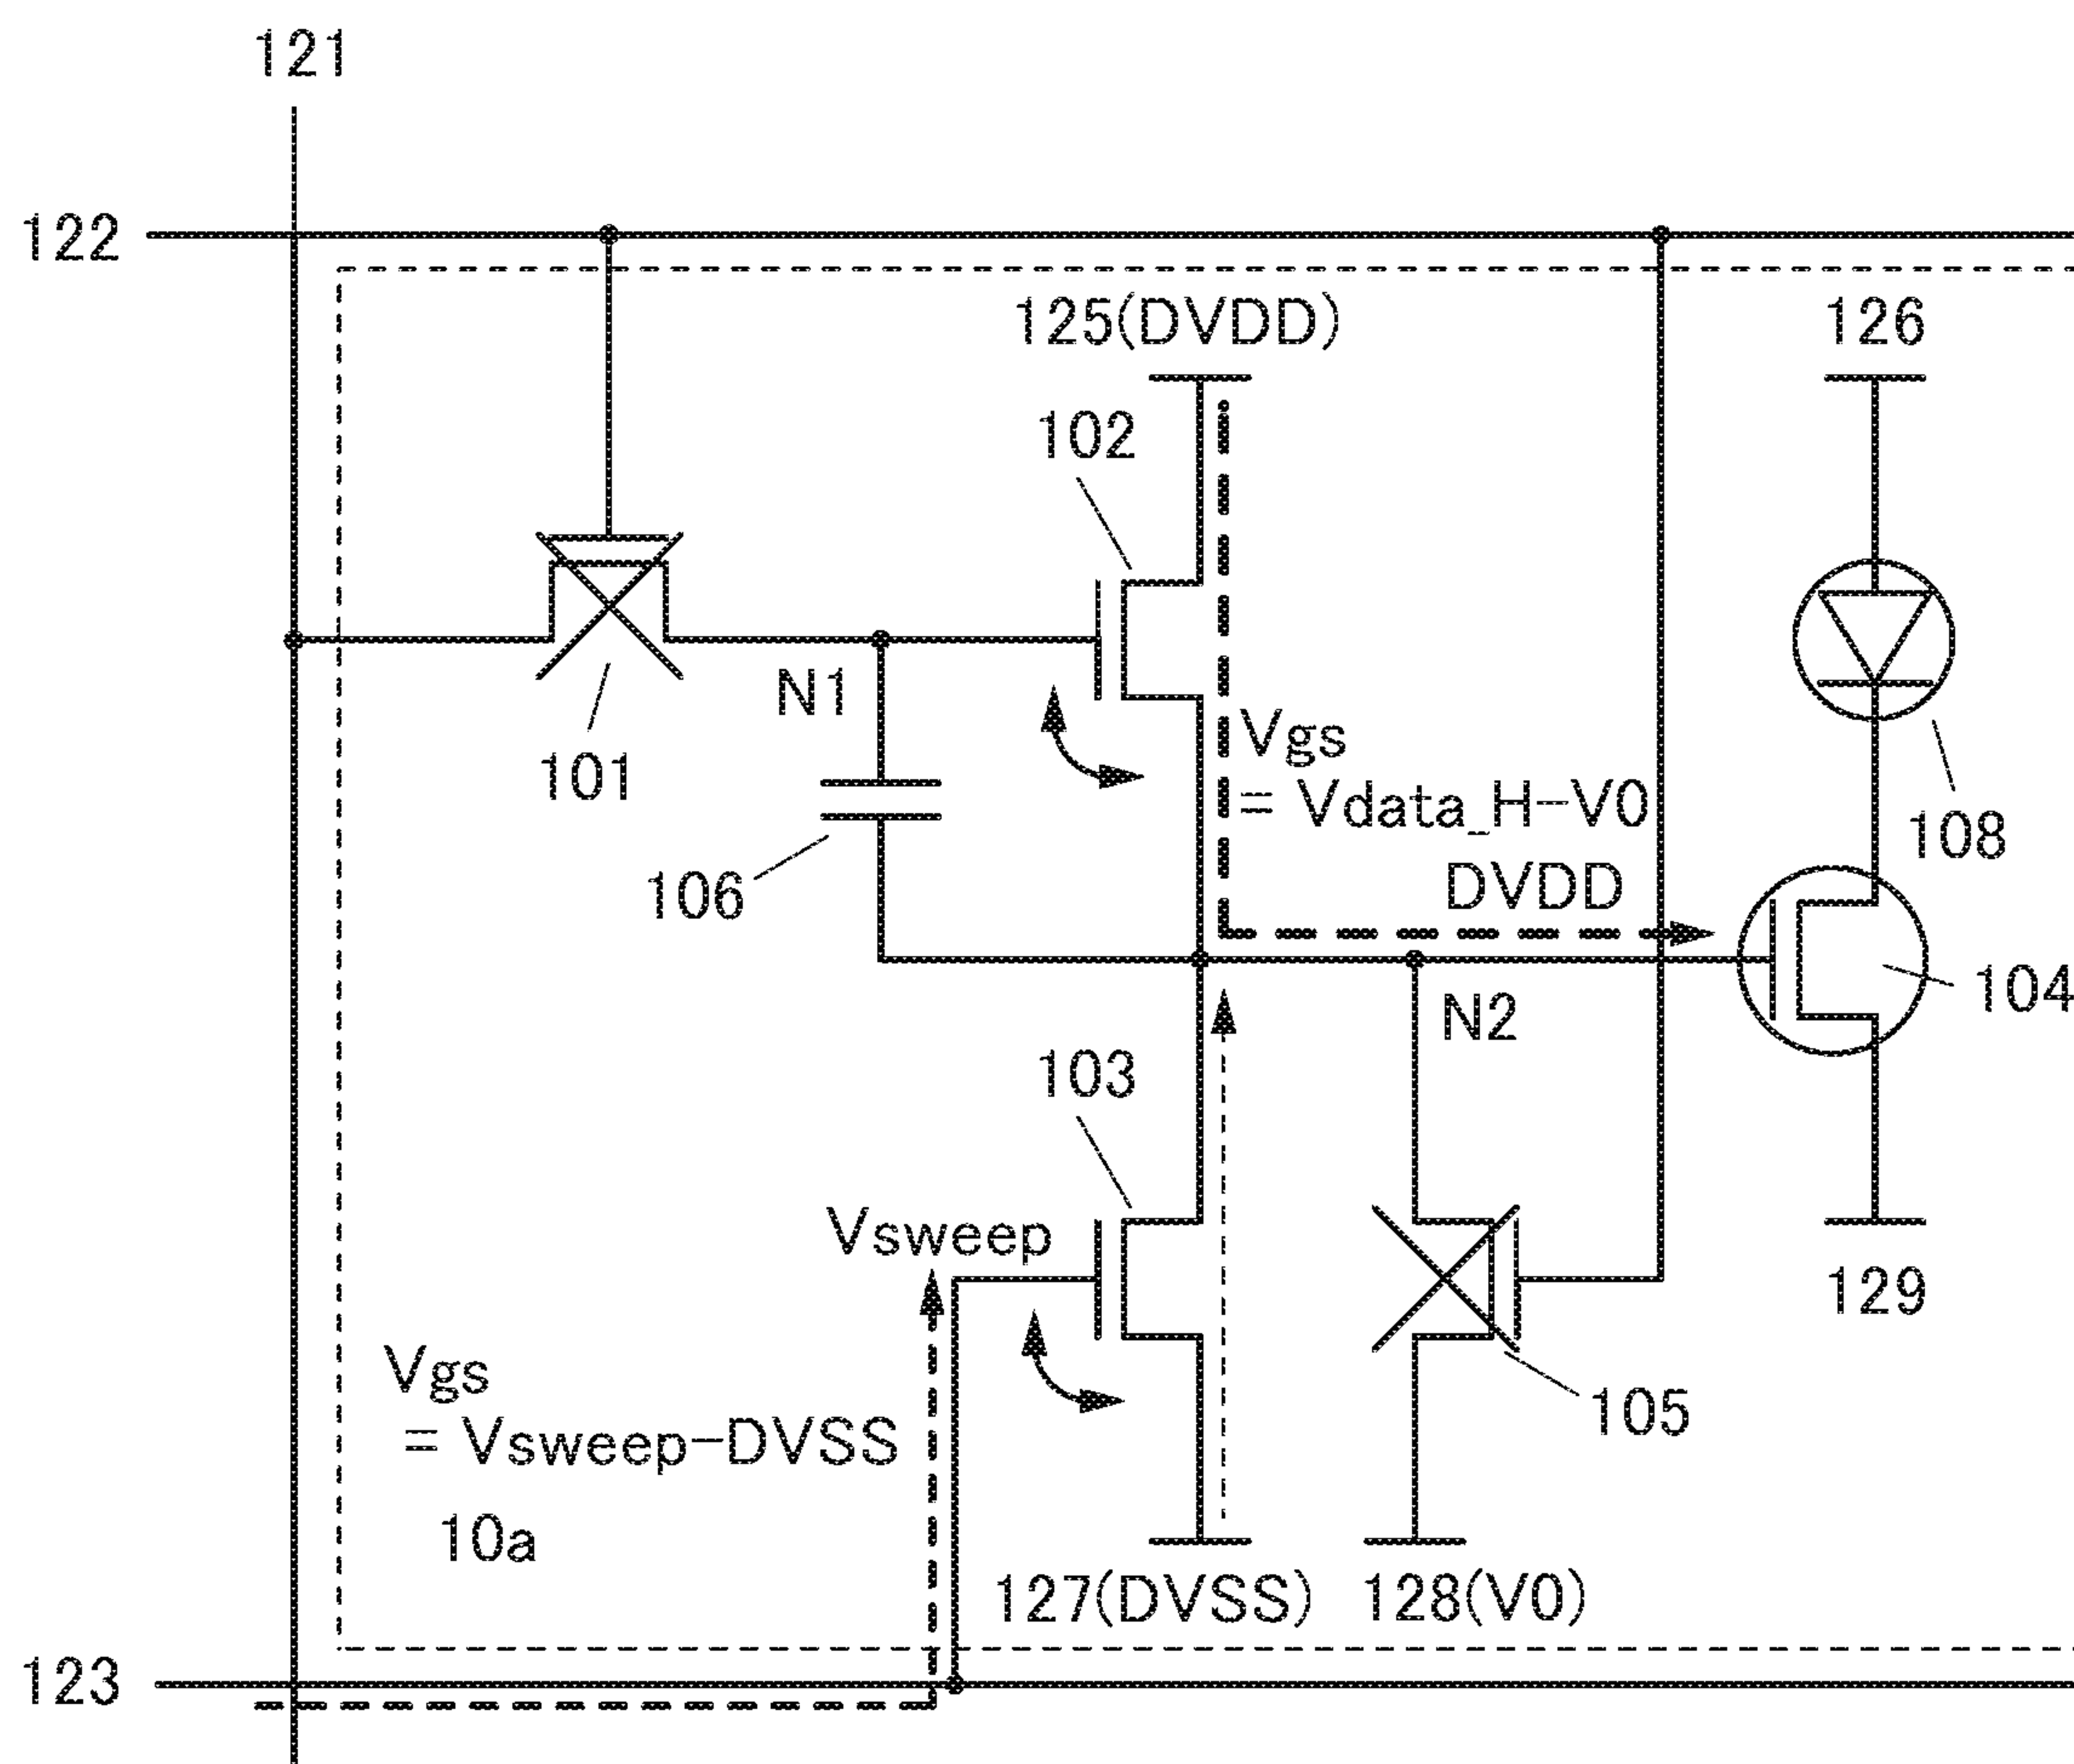 121
122
125(DVDD)
126
102
N1
101
Vgs
= Vdata_H-V0
106
DVDD
108
104
N2
103
Vsweep
129
Vgs
= Vsweep-DVSS
105
10a
127(DVSS)
128(V0)
123